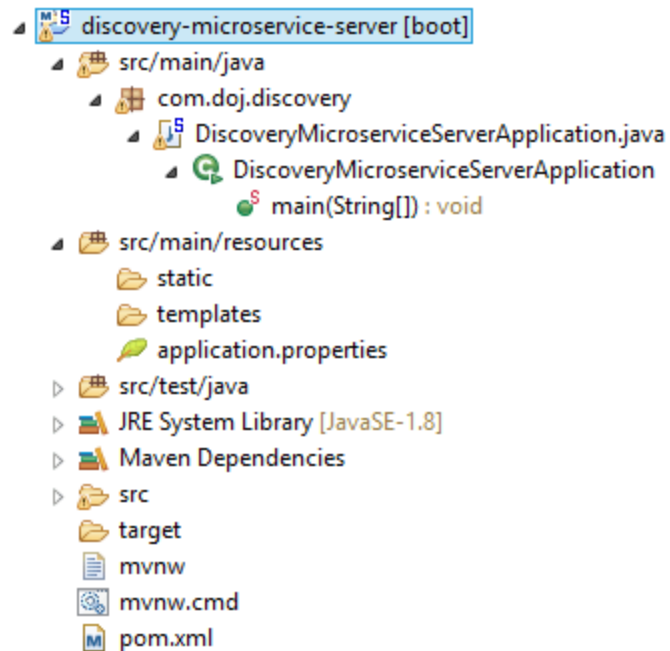 discovery-microservice-server [boot]
src/main/java
com.doj.discovery
DiscoveryMicroserviceServerApplication.java
DiscoveryMicroserviceServerApplication
main(String[]) : void
src/main/resources
static
templates
application.properties
src/test/java
JRE System Library [JavaSE-1.8]
Maven Dependencies
src
target
mvnw
mvnw.cmd
pom.xml